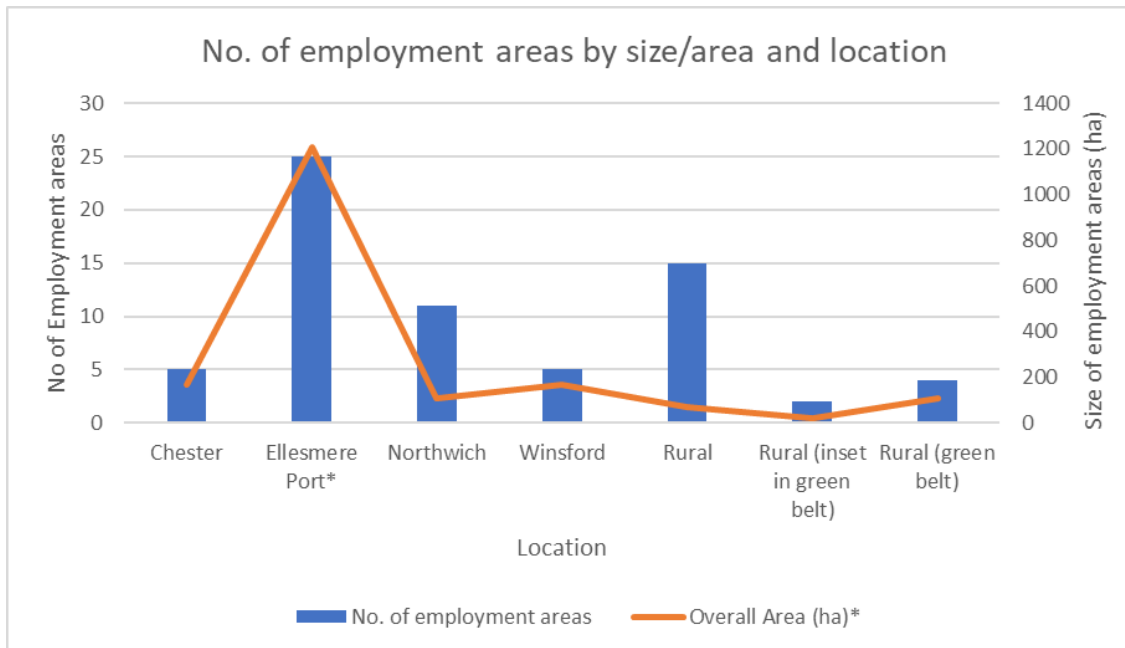 No. of employment areas by size/area and location
No of Employment areas
30
25
20
15
10
5
0
1400
1200
1000
800
600
400
200
0
Size of employment areas (ha)
Chester
Ellesmere
Port*
Northwich
Winsford
Rural
Rural (inset
in green
belt)
Rural (green
belt)
Location
No. of employment areas
Overall Area (ha)*